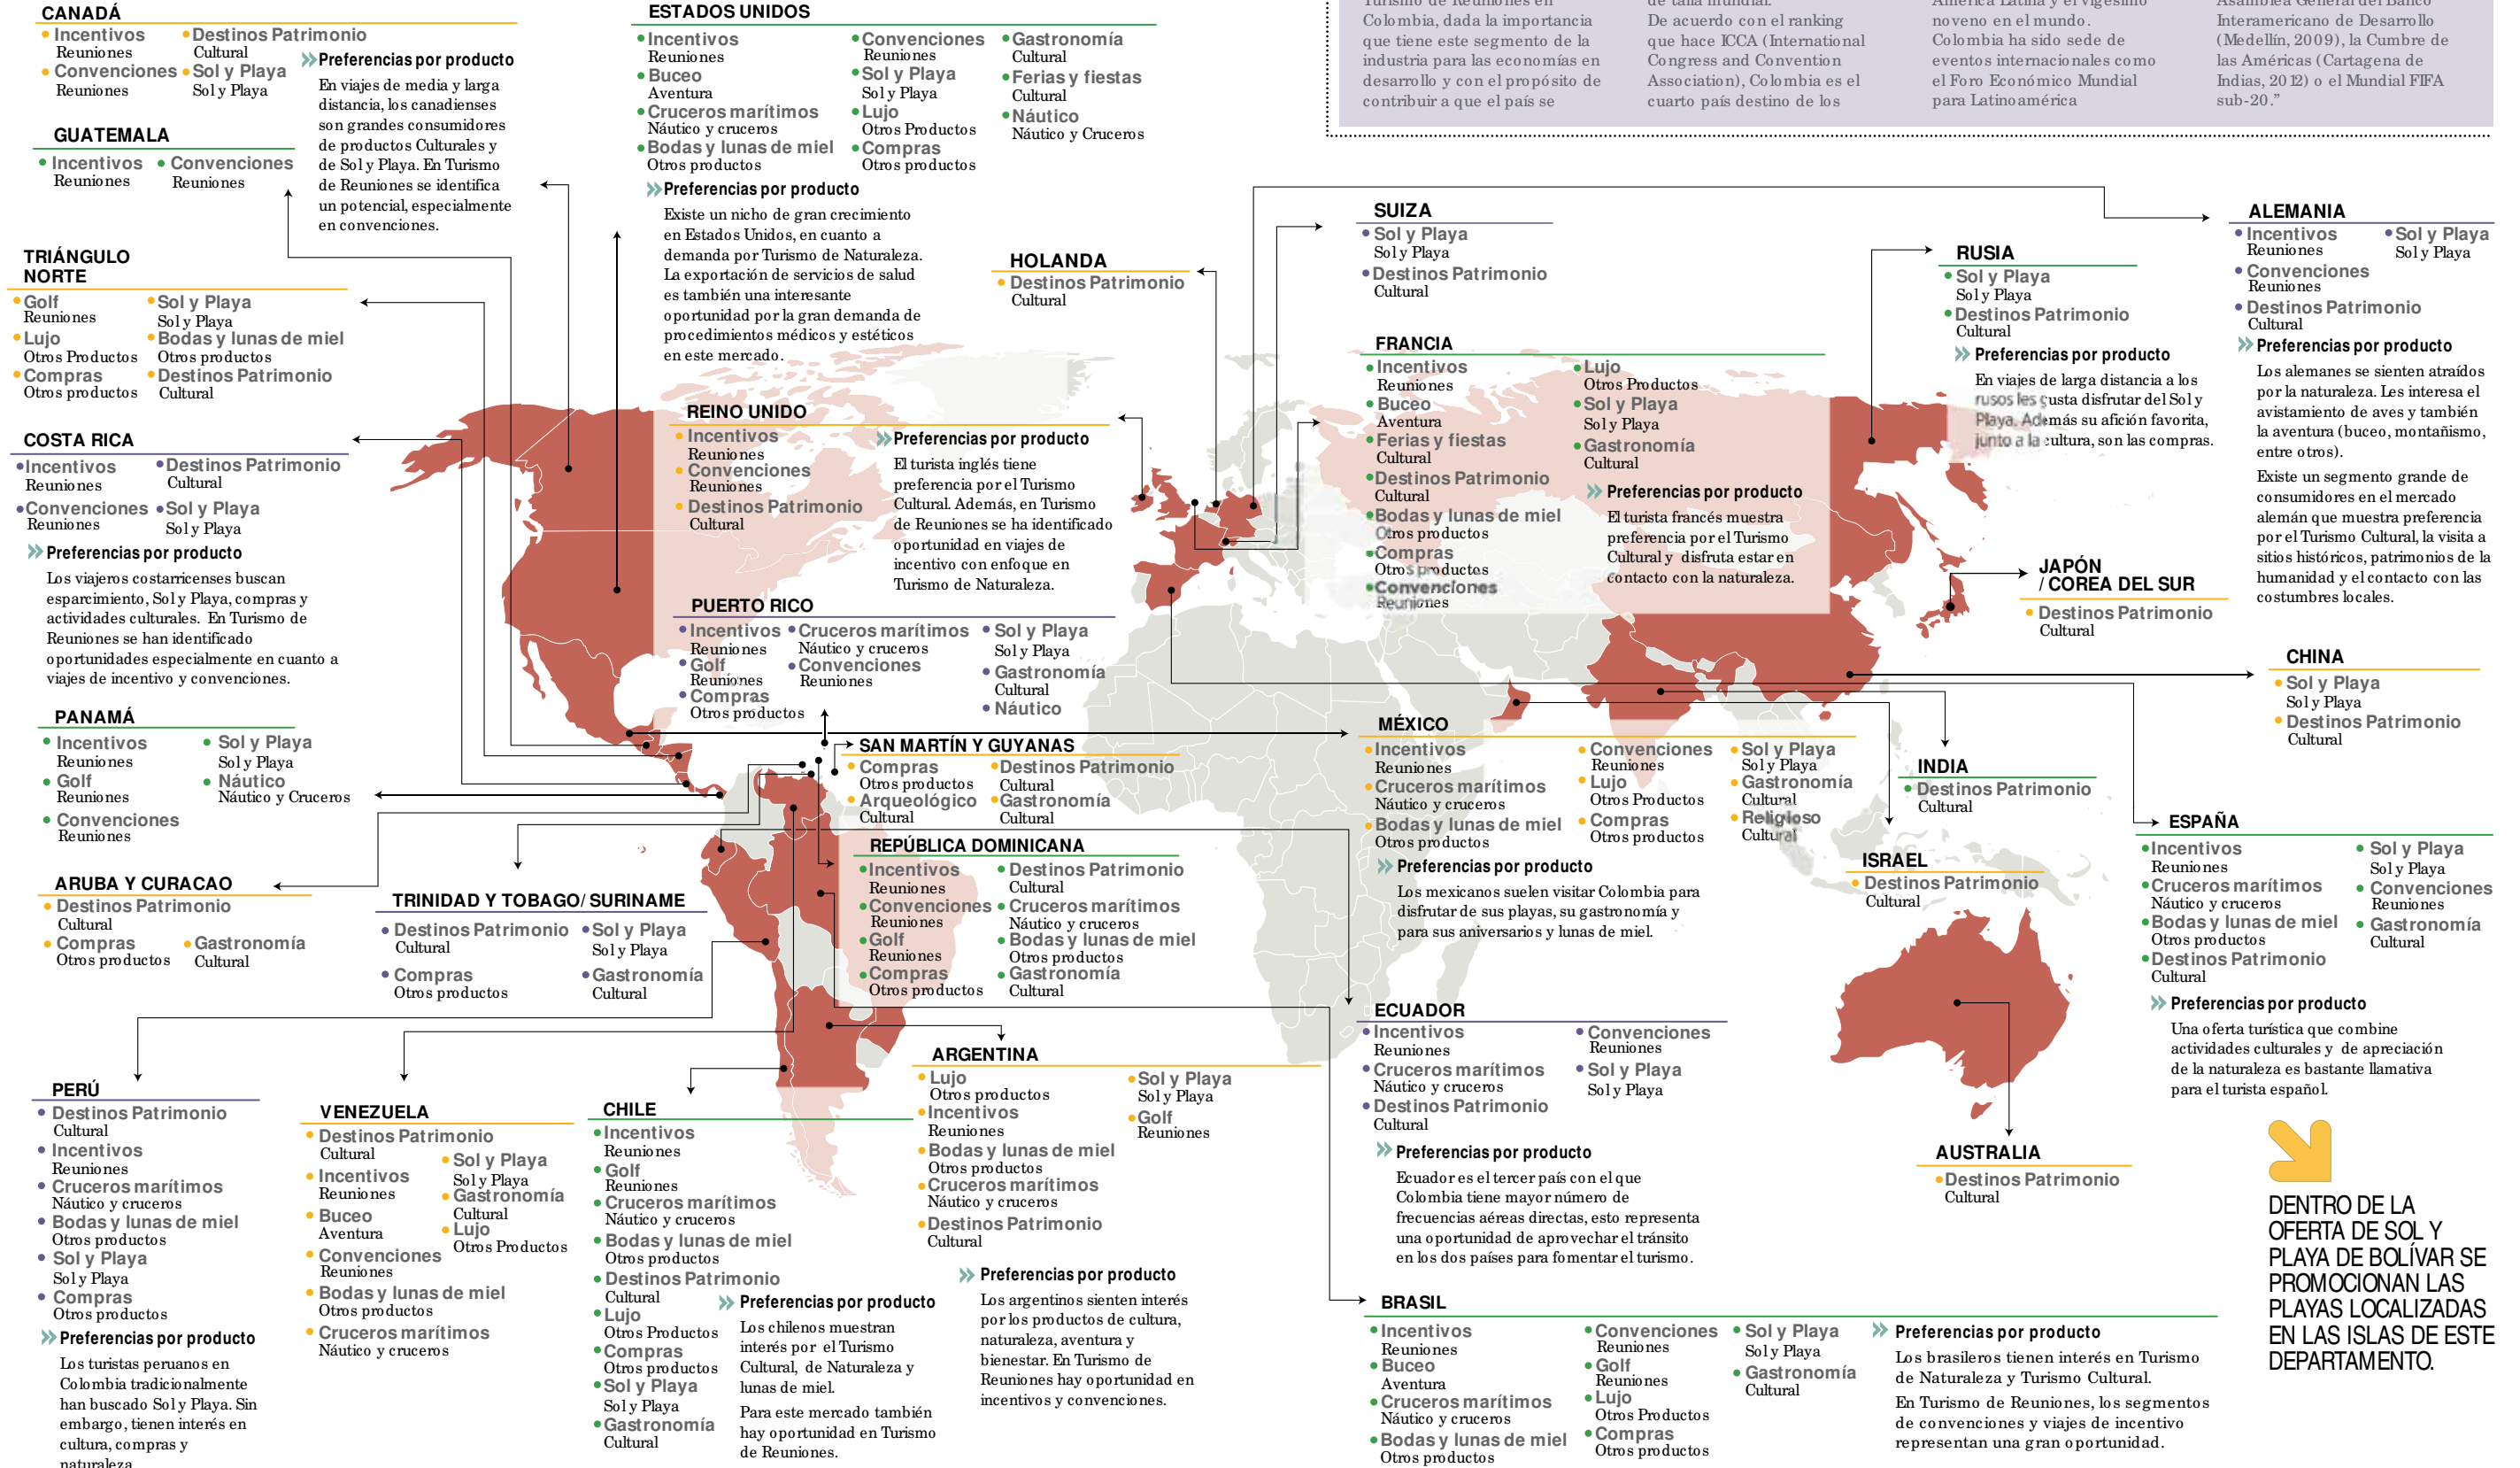 CANADÁ
Incentivos
Reuniones
Convenciones
Reuniones
Destinos Patrimonio
Cultural
Sol y Playa
Sol y Playa
Preferencias por producto
En viajes de media y larga
distancia, los canadienses
son grandes consumidores
de productos Culturales y
de Sol y Playa. En Turismo
de Reuniones se identifica
un potencial, especialmente
en convenciones.
GUATEMALA
Incentivos
Reuniones
Convenciones
Reuniones
TRIÁNGULO
NORTE
Golf
Reuniones
Lujo
Otros Productos
Compras
Otros productos
Sol y Playa
Sol y Playa
Bodas y lunas de miel
Otros productos
Destinos Patrimonio
Cultural
COSTA RICA
Incentivos
Reuniones
Convenciones
Reuniones
Destinos Patrimonio
Cultural
Sol y Playa
Sol y Playa
Preferencias por producto
Los viajeros costarricenses buscan
esparcimiento, Sol y Playa, compras y
actividades culturales. En Turismo de
Reuniones se han identificado
oportunidades especialmente en cuanto a
viajes de incentivo y convenciones.
PANAMÁ
Incentivos
Reuniones
Golf
Reuniones
Convenciones
Reuniones
Sol y Playa
Sol y Playa
Náutico
Náutico y Cruceros
ARUBA Y CURACAO
Destinos Patrimonio
Cultural
Compras
Otros productos
Gastronomía
Cultural
ESTADOS UNIDOS
Incentivos
Reuniones
Buceo
Aventura
Cruceros marítimos
Náutico y cruceros
Bodas y lunas de miel
Otros productos
Convenciones
Reuniones
Sol y Playa
Sol y Playa
Lujo
Otros Productos
Compras
Otros productos
Gastronomía
Cultural
Ferias y fiestas
Cultural
Náutico
Náutico y Cruceros
Preferencias por producto
Existe un nicho de gran crecimiento
en Estados Unidos, en cuanto a
demanda por Turismo de Naturaleza.
La exportación de servicios de salud
es también una interesante
oportunidad por la gran demanda de
procedimientos médicos y estéticos
en este mercado.
Turismo de Reuniones en
Colombia, dada la importancia
que tiene este segmento de la
industria para las economías en
desarrollo y con el propósito de
contribuir a que el país se
de talla mundial.
De acuerdo con el ranking
que hace ICCA (International
Congress and Convention
Association), Colombia es el
cuarto país destino de los
América Latina y el vigésimo
noveno en el mundo.
Colombia ha sido sede de
eventos internacionales como
el Foro Económico Mundial
para Latinoamérica
Asamblea General del Banco
Interamericano de Desarrollo
(Medellín, 2009), la Cumbre de
las Américas (Cartagena de
Indias, 2012) o el Mundial FIFA
sub-20.”
HOLANDA
Destinos Patrimonio
Cultural
SUIZA
Sol y Playa
Sol y Playa
Destinos Patrimonio
Cultural
RUSIA
Sol y Playa
Sol y Playa
Destinos Patrimonio
Cultural
Preferencias por producto
En viajes de larga distancia a los
rusos les gusta disfrutar del Sol y
Playa. Además su afición favorita,
junto a la cultura, son las compras.
ALEMANIA
Incentivos
Reuniones
Convenciones
Reuniones
Destinos Patrimonio
Cultural
Sol y Playa
Sol y Playa
Preferencias por producto
Los alemanes se sienten atraídos
por la naturaleza. Les interesa el
avistamiento de aves y también
la aventura (buceo, montañismo,
entre otros).
Existe un segmento grande de
consumidores en el mercado
alemán que muestra preferencia
por el Turismo Cultural, la visita a
sitios históricos, patrimonios de la
humanidad y el contacto con las
costumbres locales.
FRANCIA
Incentivos
Reuniones
Buceo
Aventura
Ferias y fiestas
Cultural
Destinos Patrimonio
Cultural
Bodas y lunas de miel
Otros productos
Compras
Otros productos
Convenciones
Reuniones
Lujo
Otros Productos
Sol y Playa
Sol y Playa
Gastronomía
Cultural
Preferencias por producto
El turista francés muestra
preferencia por el Turismo
Cultural y disfruta estar en
contacto con la naturaleza.
REINO UNIDO
Incentivos
Reuniones
Convenciones
Reuniones
Destinos Patrimonio
Cultural
Preferencias por producto
El turista inglés tiene
preferencia por el Turismo
Cultural. Además, en Turismo
de Reuniones se ha identificado
oportunidad en viajes de
incentivo con enfoque en
Turismo de Naturaleza.
PUERTO RICO
Incentivos
Reuniones
Golf
Reuniones
Compras
Otros productos
Cruceros marítimos
Náutico y cruceros
Convenciones
Reuniones
Sol y Playa
Sol y Playa
Gastronomía
Cultural
Náutico
JAPÓN
/ COREA DEL SUR
Destinos Patrimonio
Cultural
CHINA
Sol y Playa
Sol y Playa
Destinos Patrimonio
Cultural
SAN MARTÍN Y GUYANAS
Compras
Otros productos
Arqueológico
Cultural
Destinos Patrimonio
Cultural
Gastronomía
Cultural
MÉXICO
Incentivos
Reuniones
Cruceros marítimos
Náutico y cruceros
Bodas y lunas de miel
Otros productos
Convenciones
Reuniones
Lujo
Otros Productos
Compras
Otros productos
Sol y Playa
Sol y Playa
Gastronomía
Cultural
Religioso
Cultural
Preferencias por producto
Los mexicanos suelen visitar Colombia para
disfrutar de sus playas, su gastronomía y
para sus aniversarios y lunas de miel.
INDIA
Destinos Patrimonio
Cultural
ISRAEL
Destinos Patrimonio
Cultural
ESPAÑA
Incentivos
Reuniones
Cruceros marítimos
Náutico y cruceros
Bodas y lunas de miel
Otros productos
Destinos Patrimonio
Cultural
Sol y Playa
Sol y Playa
Convenciones
Reuniones
Gastronomía
Cultural
Preferencias por producto
Una oferta turística que combine
actividades culturales y de apreciación
de la naturaleza es bastante llamativa
para el turista español.
REPÚBLICA DOMINICANA
Incentivos
Reuniones
Convenciones
Reuniones
Golf
Reuniones
Compras
Otros productos
Destinos Patrimonio
Cultural
Cruceros marítimos
Náutico y cruceros
Bodas y lunas de miel
Otros productos
Gastronomía
Cultural
TRINIDAD Y TOBAGO/ SURINAME
Destinos Patrimonio
Cultural
Compras
Otros productos
Sol y Playa
Sol y Playa
Gastronomía
Cultural
ECUADOR
Incentivos
Reuniones
Cruceros marítimos
Náutico y cruceros
Destinos Patrimonio
Cultural
Convenciones
Reuniones
Sol y Playa
Sol y Playa
Preferencias por producto
Ecuador es el tercer país con el que
Colombia tiene mayor número de
frecuencias aéreas directas, esto representa
una oportunidad de aprovechar el tránsito
en los dos países para fomentar el turismo.
AUSTRALIA
Destinos Patrimonio
Cultural
PERÚ
Destinos Patrimonio
Cultural
Incentivos
Reuniones
Cruceros marítimos
Náutico y cruceros
Bodas y lunas de miel
Otros productos
Sol y Playa
Sol y Playa
Compras
Otros productos
Preferencias por producto
Los turistas peruanos en
Colombia tradicionalmente
han buscado Sol y Playa. Sin
embargo, tienen interés en
cultura, compras y
naturaleza
VENEZUELA
Destinos Patrimonio
Cultural
Incentivos
Reuniones
Buceo
Aventura
Convenciones
Reuniones
Bodas y lunas de miel
Otros productos
Cruceros marítimos
Náutico y cruceros
Sol y Playa
Sol y Playa
Gastronomía
Cultural
Lujo
Otros Productos
CHILE
Incentivos
Reuniones
Golf
Reuniones
Cruceros marítimos
Náutico y cruceros
Bodas y lunas de miel
Otros productos
Destinos Patrimonio
Cultural
Lujo
Otros Productos
Compras
Otros productos
Sol y Playa
Sol y Playa
Gastronomía
Cultural
Preferencias por producto
Los chilenos muestran
interés por el Turismo
Cultural, de Naturaleza y
lunas de miel.
Para este mercado también
hay oportunidad en Turismo
de Reuniones.
ARGENTINA
Lujo
Otros productos
Incentivos
Reuniones
Bodas y lunas de miel
Otros productos
Cruceros marítimos
Náutico y cruceros
Destinos Patrimonio
Cultural
Sol y Playa
Sol y Playa
Golf
Reuniones
Preferencias por producto
Los argentinos sienten interés
por los productos de cultura,
naturaleza, aventura y
bienestar. En Turismo de
Reuniones hay oportunidad en
incentivos y convenciones.
BRASIL
Incentivos
Reuniones
Buceo
Aventura
Cruceros marítimos
Náutico y cruceros
Bodas y lunas de miel
Otros productos
Convenciones
Reuniones
Golf
Reuniones
Lujo
Otros Productos
Compras
Otros productos
Sol y Playa
Sol y Playa
Gastronomía
Cultural
Preferencias por producto
Los brasileros tienen interés en Turismo
de Naturaleza y Turismo Cultural.
En Turismo de Reuniones, los segmentos
de convenciones y viajes de incentivo
representan una gran oportunidad.
DENTRO DE LA
OFERTA DE SOL Y
PLAYA DE BOLÍVAR SE
PROMOCIONAN LAS
PLAYAS LOCALIZADAS
EN LAS ISLAS DE ESTE
DEPARTAMENTO.